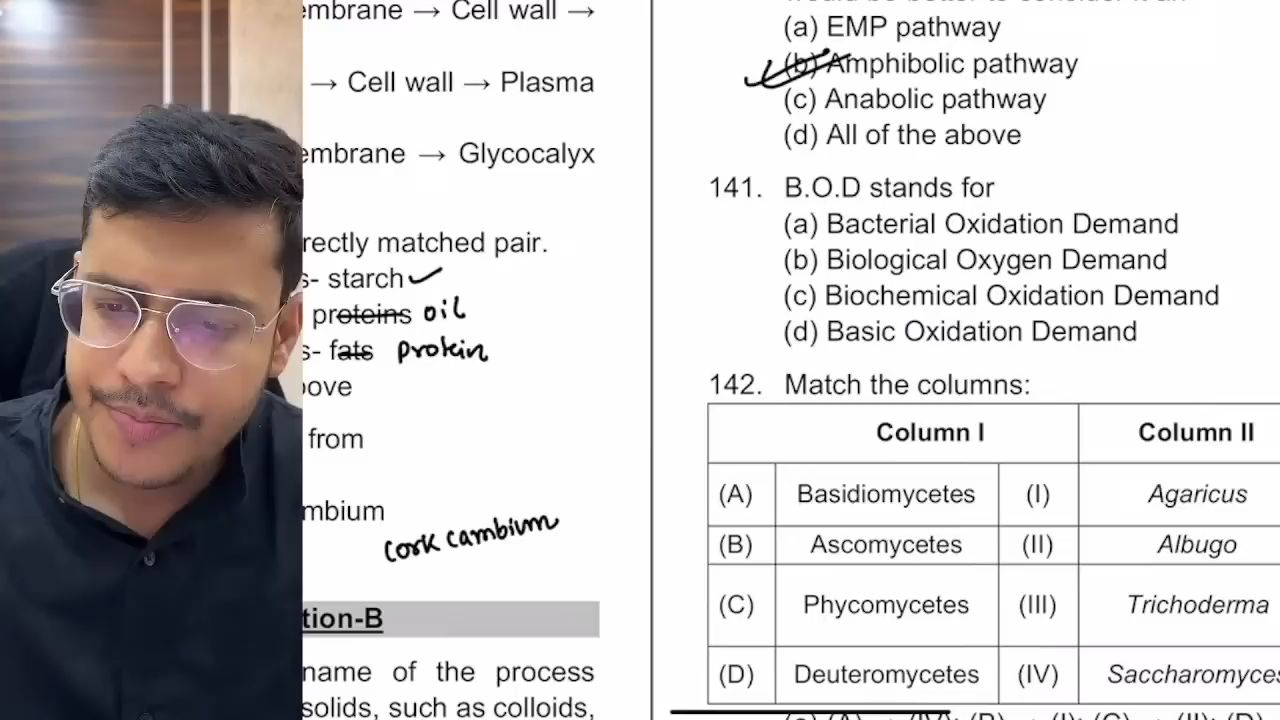 embrane → Cell wall →
→ Cell wall → Plasma
embrane → Glycocalyx
rectly matched pair.
s- starch
proteins oil
s- fats protein
bove
from
mbium
cork cambium
tion-B
name of the process
solids, such as colloids,
(a) EMP pathway
(b) Amphibolic pathway
(c) Anabolic pathway
(d) All of the above
141. B.O.D stands for
(a) Bacterial Oxidation Demand
(b) Biological Oxygen Demand
(c) Biochemical Oxidation Demand
(d) Basic Oxidation Demand
142. Match the columns:
Column I Column II
(A) Basidiomycetes (I) Agaricus
(B) Ascomycetes (II) Albugo
(C) Phycomycetes (III) Trichoderma
(D) Deuteromycetes (IV) Saccharomyces